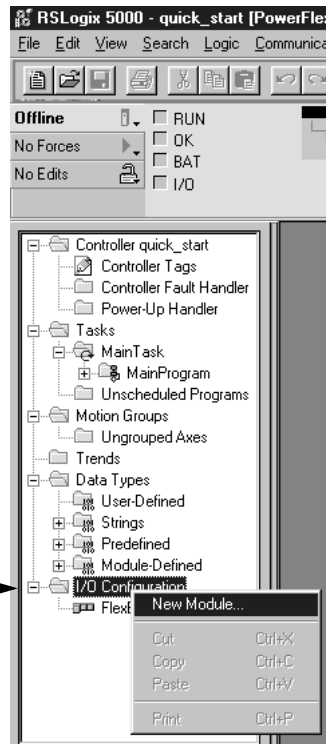 RSLogix 5000 - quick_start [PowerFlex
File Edit View Search Logic Communica
Offline RUN
No Forces OK
No Edits BAT
I/O
Controller quick_start
Controller Tags
Controller Fault Handler
Power-Up Handler
Tasks
MainTask
MainProgram
Unscheduled Programs
Motion Groups
Ungrouped Axes
Trends
Data Types
User-Defined
Strings
Predefined
Module-Defined
I/O Configuration
New Module...
Cut Ctrl+X
Copy Ctrl+C
Paste Ctrl+V
Print Ctrl+P